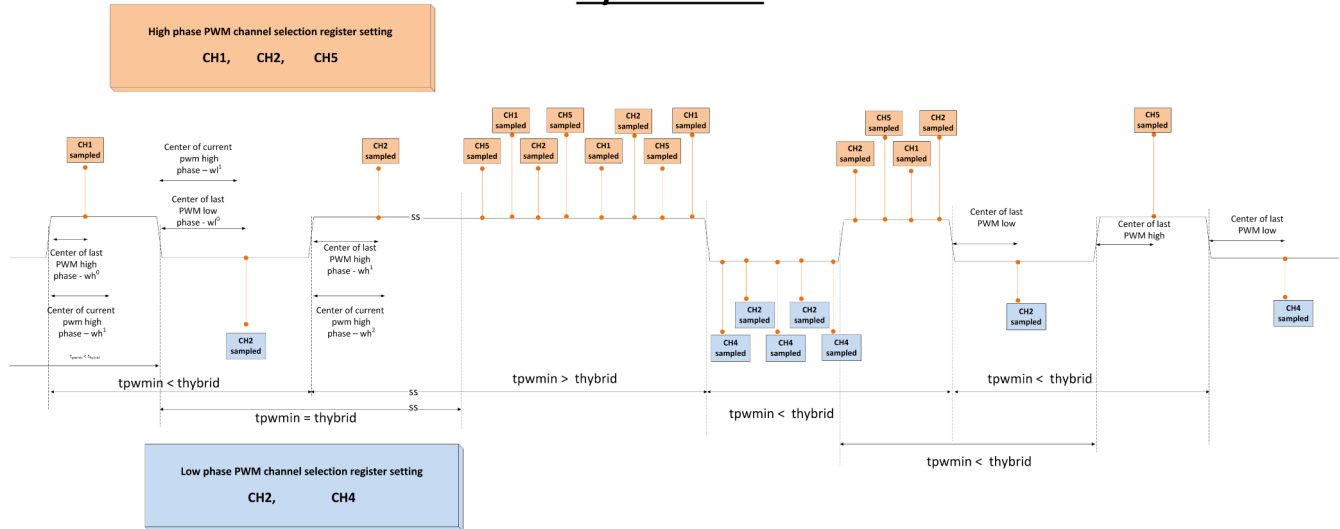 High phase PWM channel selection register setting
CH1, CH2, CH5
CH1
sampled
Center of current
pwm high
phase – wl1
Center of last
PWM low
phase - wl0
CH2
sampled
CH5
sampled
CH1
sampled
CH2
sampled
CH5
sampled
CH1
sampled
CH2
sampled
CH5
sampled
CH1
sampled
CH2
sampled
CH5
sampled
CH1
sampled
CH2
sampled
CH5
sampled
SS
Center of last
PWM high
phase - wh0
Center of current
pwm high
phase – wh1
Center of last
PWM high
phase - wh1
Center of current
pwm high
phase – wh2
Center of last
PWM low
Center of last
PWM high
Center of last
PWM low
CH2
sampled
CH4
sampled
CH2
sampled
CH4
sampled
CH2
sampled
CH4
sampled
CH2
sampled
CH4
sampled
tpwmin < thybrid
tpwmin < thybrid
SS
tpwmin > thybrid
tpwmin < thybrid
SS
tpwmin = thybrid
tpwmin < thybrid
tpwmin < thybrid
Low phase PWM channel selection register setting
CH2, CH4